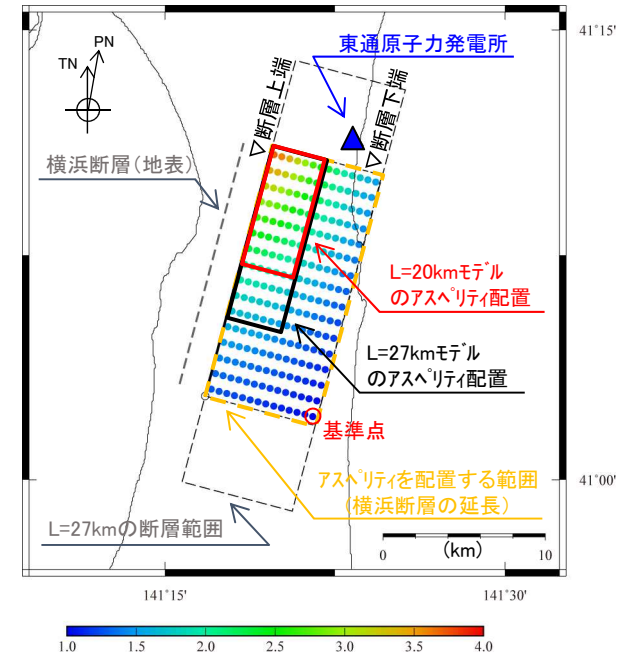 41°15'
東通原子力発電所
PN
TN
▽断層上端
▽断層下端
横浜断層(地表)
L=20kmモデル
のアスペリティ配置
L=27kmモデル
のアスペリティ配置
基準点
アスペリティを配置する範囲
(横浜断層の延長)
41°00'
L=27kmの断層範囲
(km)
0
10
141°15'
141°30'
1.0
1.5
2.0
2.5
3.0
3.5
4.0